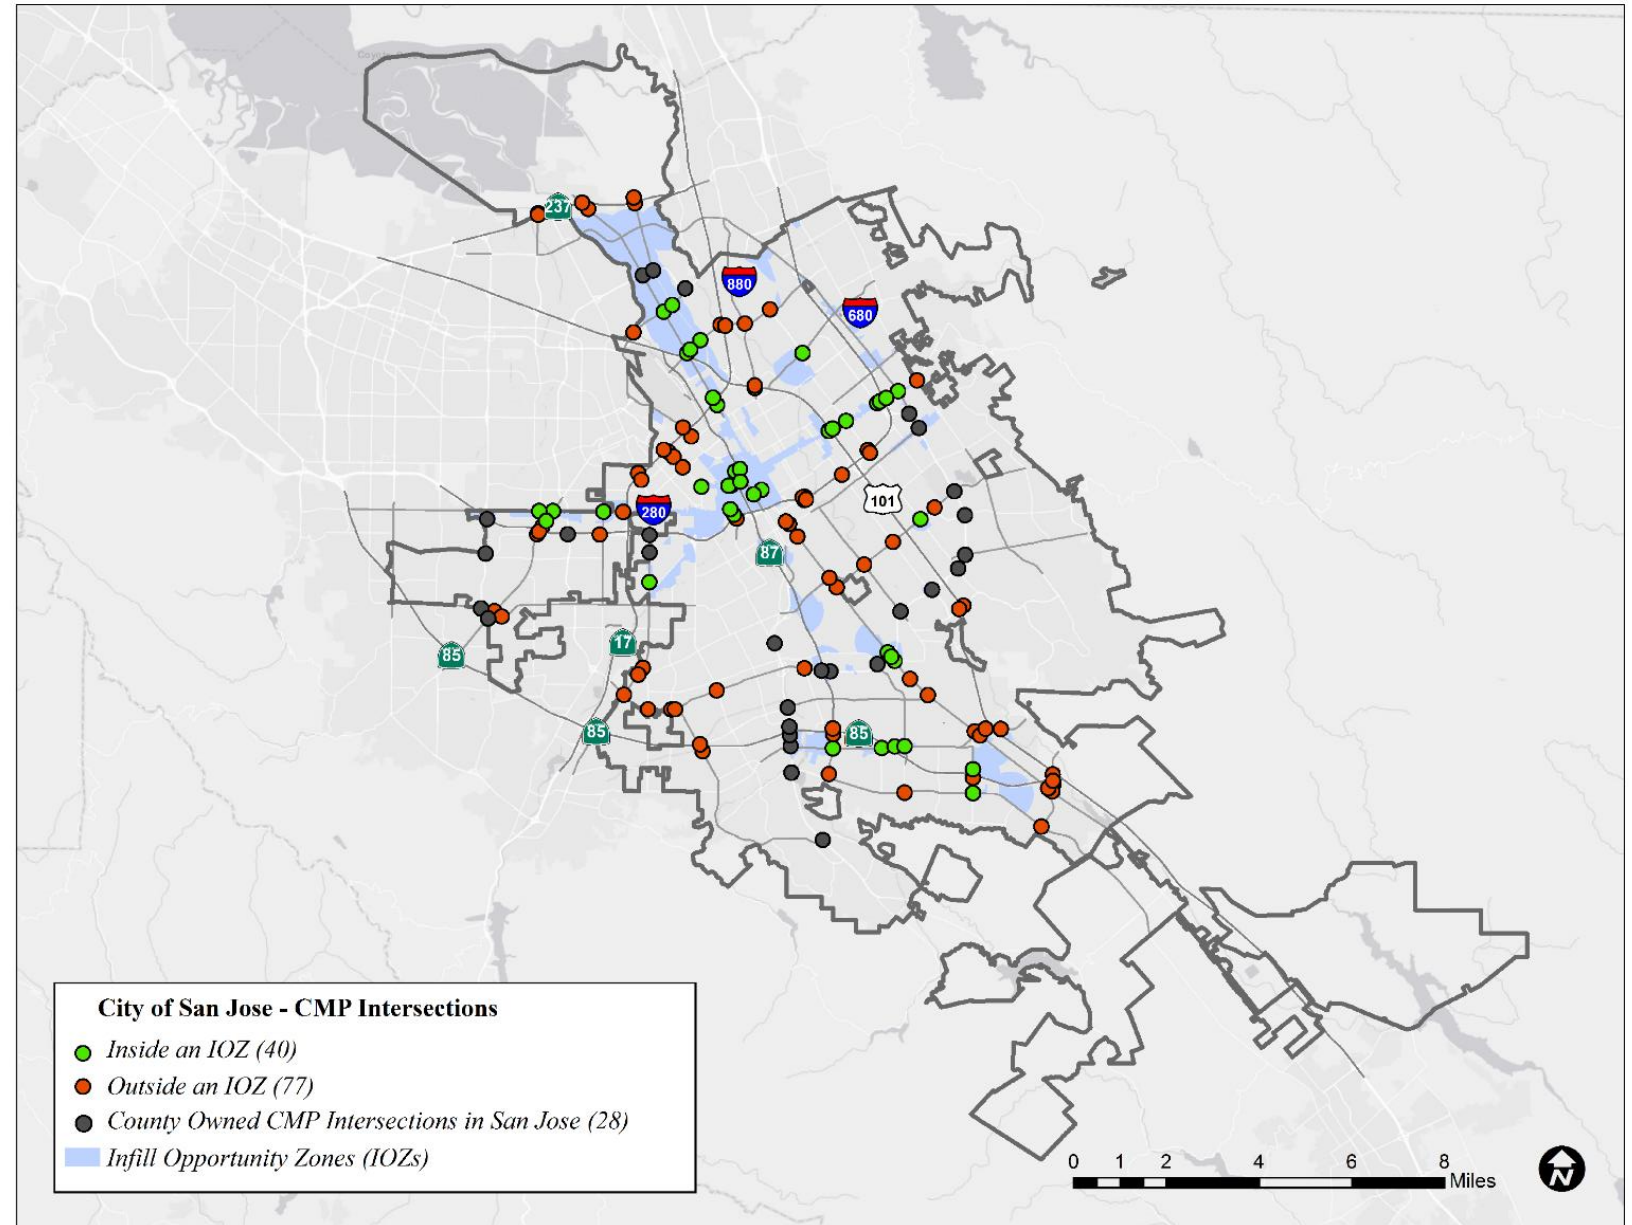 237
880
680
280
101
87
17
85
85
85
City of San Jose - CMP Intersections
Inside an IOZ (40)
Outside an IOZ (77)
County Owned CMP Intersections in San Jose (28)
Infill Opportunity Zones (IOZs)
0 1 2 4 6 8
Miles
N